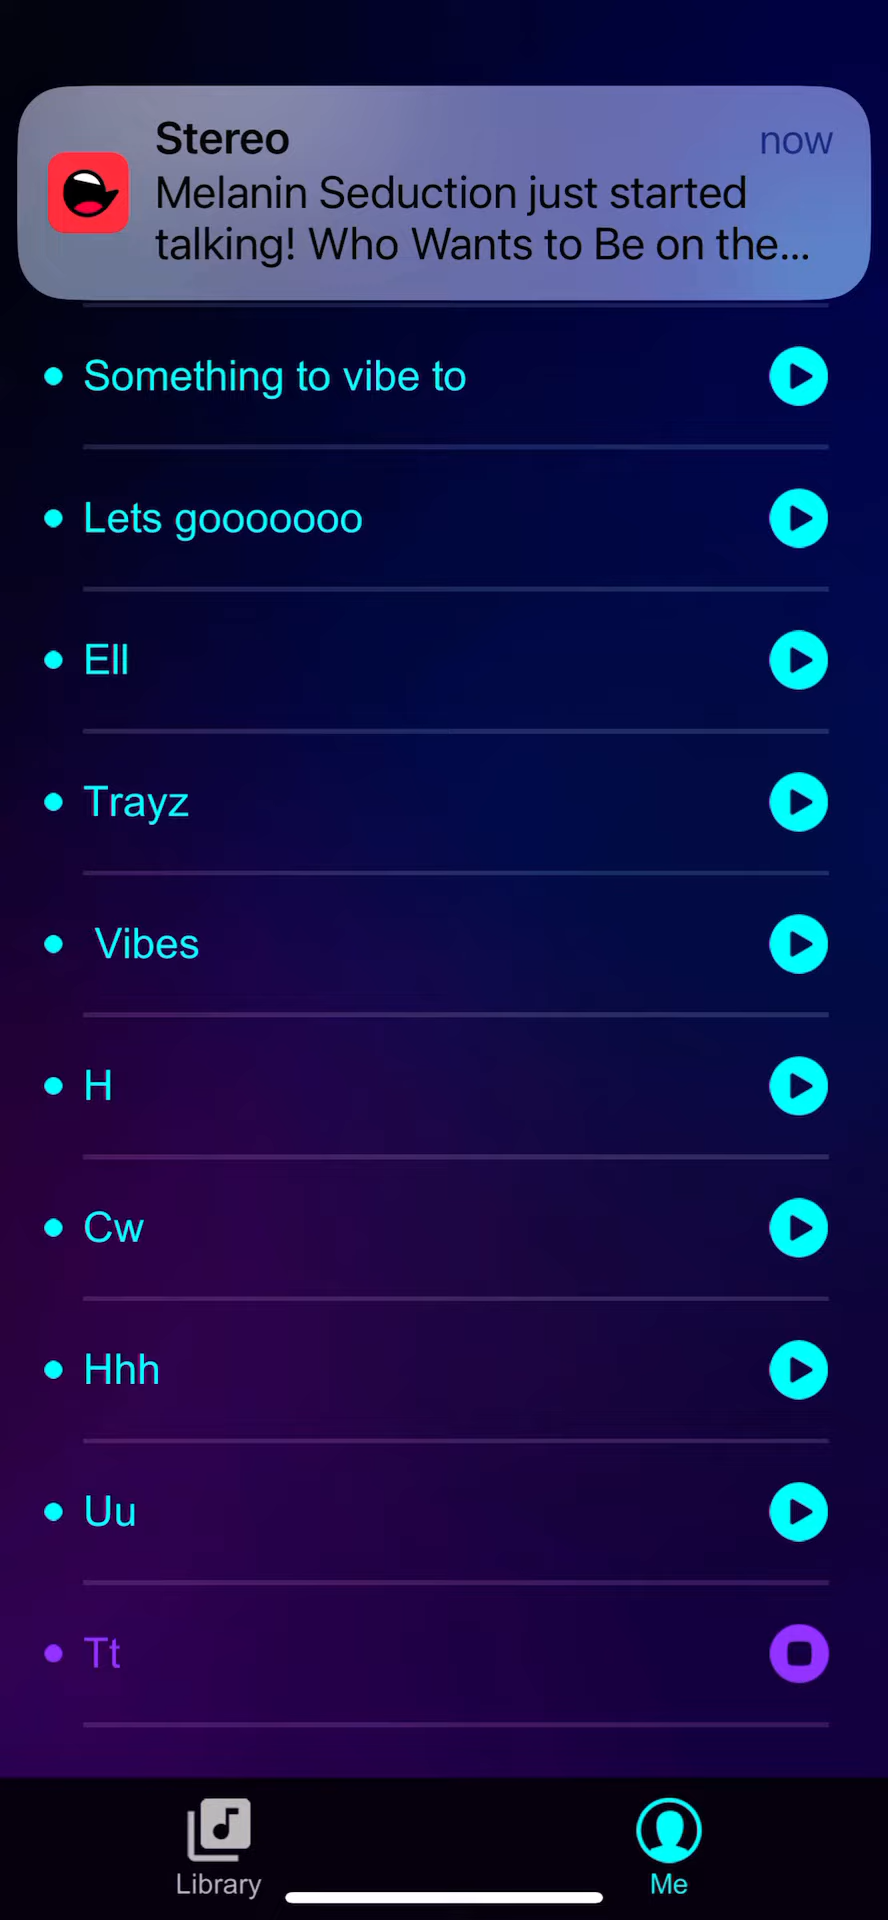 Stereo
now
Melanin Seduction just started
talking! Who Wants to Be on the...
Something to vibe to
Lets gooooooo
Ell
Trayz
Vibes
H
Cw
Hhh
Uu
Tt
Library
Me